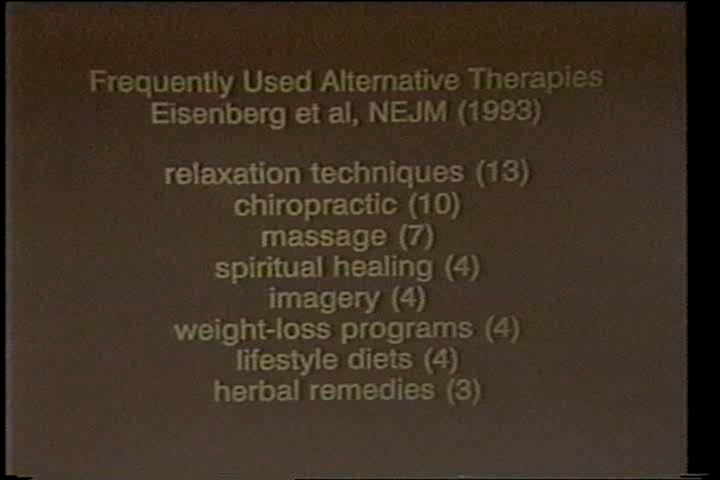 Frequently Used Alternative Therapies
Eisenberg et al, NEJM (1993)
relaxation techniques (13)
chiropractic (10)
massage (7)
spiritual healing (4)
imagery (4)
weight-loss programs (4)
lifestyle diets (4)
herbal remedies (3)